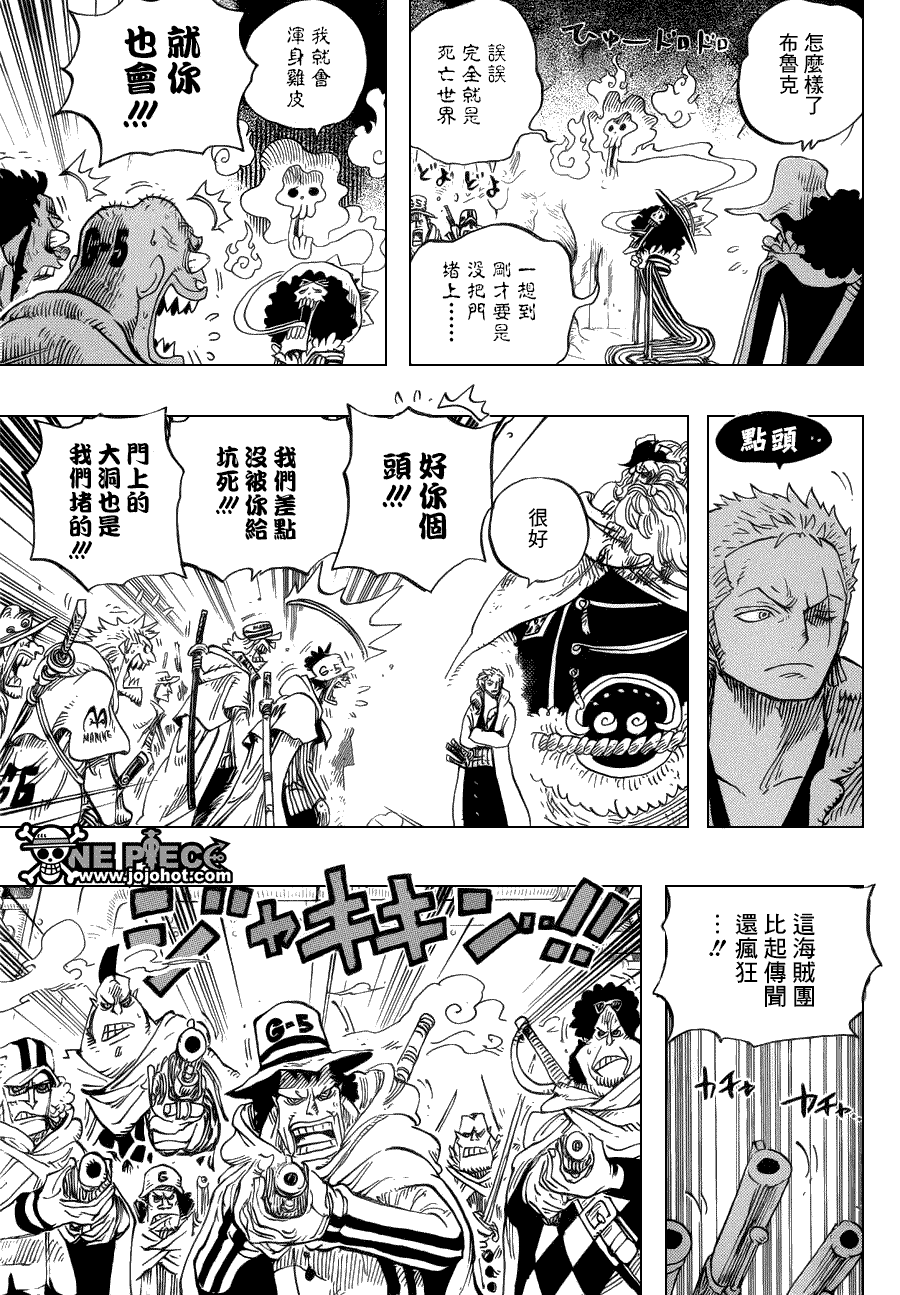 怎麼樣了
布魯克
ひゅ〜ドロドロ
誒誒
完全就是
死亡世界
どよ
どよ
一想到
剛才要是
沒把門
堵上……
我就會
渾身雞皮
就你
也會!!!
G-5
點頭‥
很好
好你個
頭!!!
我們差點
沒被你給
坑死!!!
門上的
大洞也是
我們堵的!!!
G-5
MARINE
G5
ONE PIECE
www.jojohot.com
這海賊團
比起傳聞
還瘋狂
…!!
カチャ
カチャ
ジャキキン!!
G-5
G